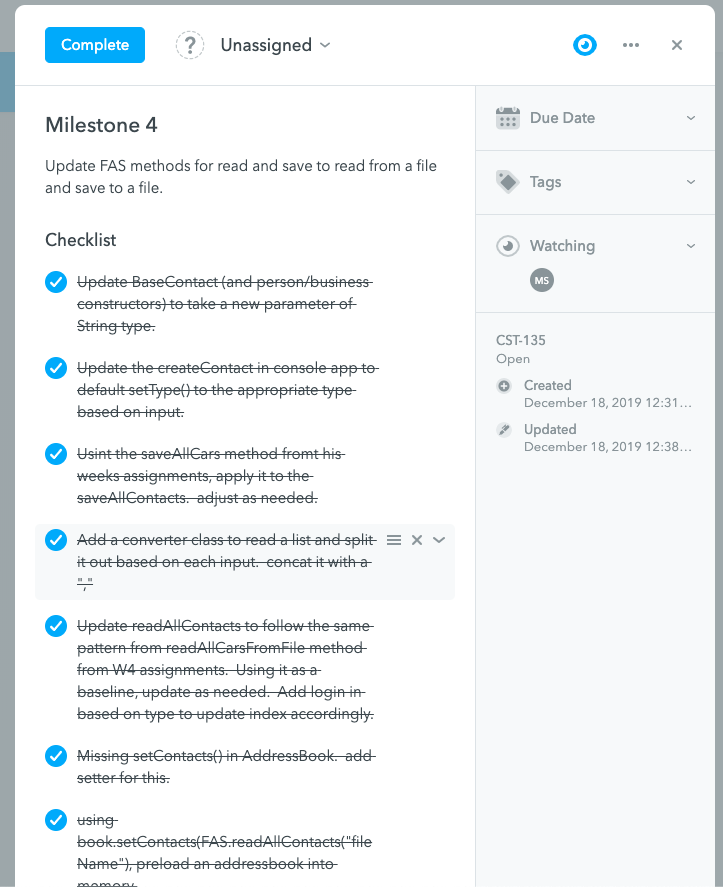 Complete
?
Unassigned
Milestone 4
Update FAS methods for read and save to read from a file
and save to a file.
Checklist
Update BaseContact (and person/business
constructors) to take a new parameter of
String type.
Update the createContact in console app to
default setType() to the appropriate type
based on input.
Usint the saveAllCars method fromt his
weeks assignments, apply it to the
saveAllContacts.  adjust as needed.
Add a converter class to read a list and split
it out based on each input.  concat it with a
","
Update readAllContacts to follow the same
pattern from readAllCarsFromFile method
from W4 assignments.  Using it as a
baseline, update as needed.  Add login in
based on type to update index accordingly.
Missing setContacts() in AddressBook.  add
setter for this.
using
book.setContacts(FAS.readAllContacts("file
Name"), preload an addressbook into
memory.
Due Date
Tags
Watching
MS
CST-135
Open
Created
December 18, 2019 12:31...
Updated
December 18, 2019 12:38...